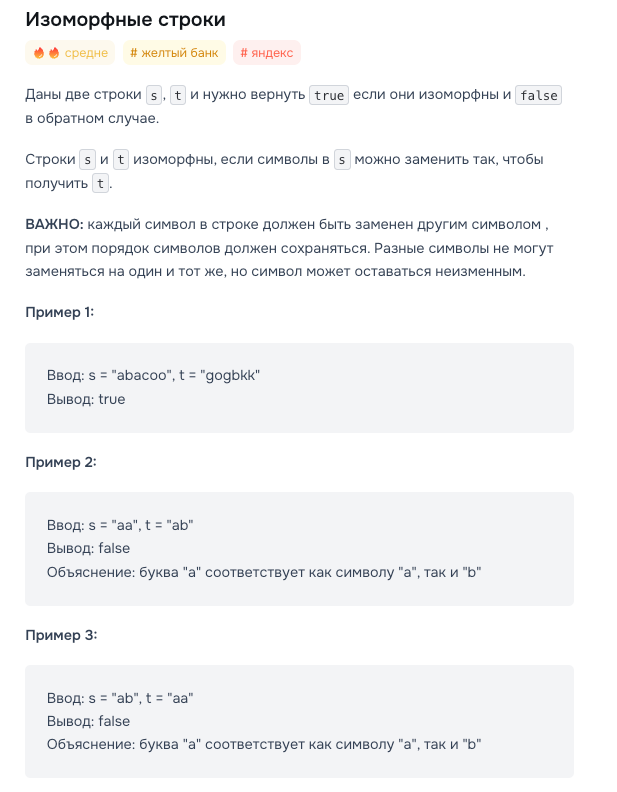 Изоморфные строки
🔥🔥 средне # желтый банк # яндекс
Даны две строки s, t и нужно вернуть true если они изоморфны и false
в обратном случае.
Строки s и t изоморфны, если символы в s можно заменить так, чтобы
получить t.
ВАЖНО: каждый символ в строке должен быть заменен другим символом ,
при этом порядок символов должен сохраняться. Разные символы не могут
заменяться на один и тот же, но символ может оставаться неизменным.
Пример 1:
Ввод: s = "abacoo", t = "gogbkk"
Вывод: true
Пример 2:
Ввод: s = "aa", t = "ab"
Вывод: false
Объяснение: буква "a" соответствует как символу "a", так и "b"
Пример 3:
Ввод: s = "ab", t = "aa"
Вывод: false
Объяснение: буква "a" соответствует как символу "a", так и "b"